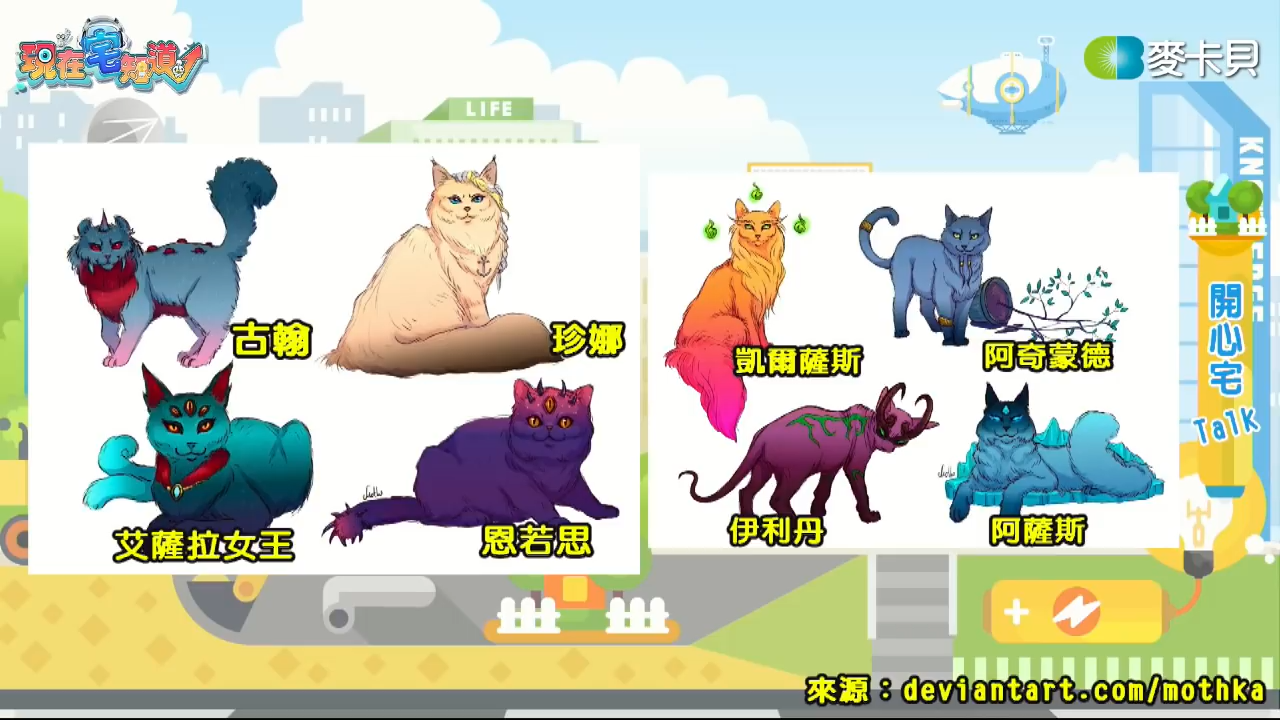 現在宅知道
麥卡貝
LIFE
開心宅
Talk
古翰
珍娜
凱爾薩斯
阿奇蒙德
艾薩拉女王
恩若思
伊利丹
阿薩斯
來源：deviantart.com/mothka